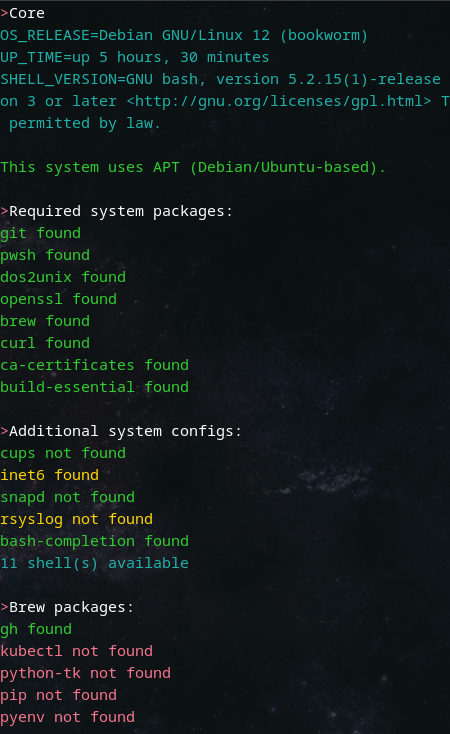 >Core
OS_RELEASE=Debian GNU/Linux 12 (bookworm)
UP_TIME=up 5 hours, 30 minutes
SHELL_VERSION=GNU bash, version 5.2.15(1)-release
on 3 or later <http://gnu.org/licenses/gpl.html> T
permitted by law.
This system uses APT (Debian/Ubuntu-based).
>Required system packages:
git found
pwsh found
dos2unix found
openssl found
brew found
curl found
ca-certificates found
build-essential found
>Additional system configs:
cups not found
inet6 found
snapd not found
rsyslog not found
bash-completion found
11 shell(s) available
>Brew packages:
gh found
kubectl not found
python-tk not found
pip not found
pyenv not found